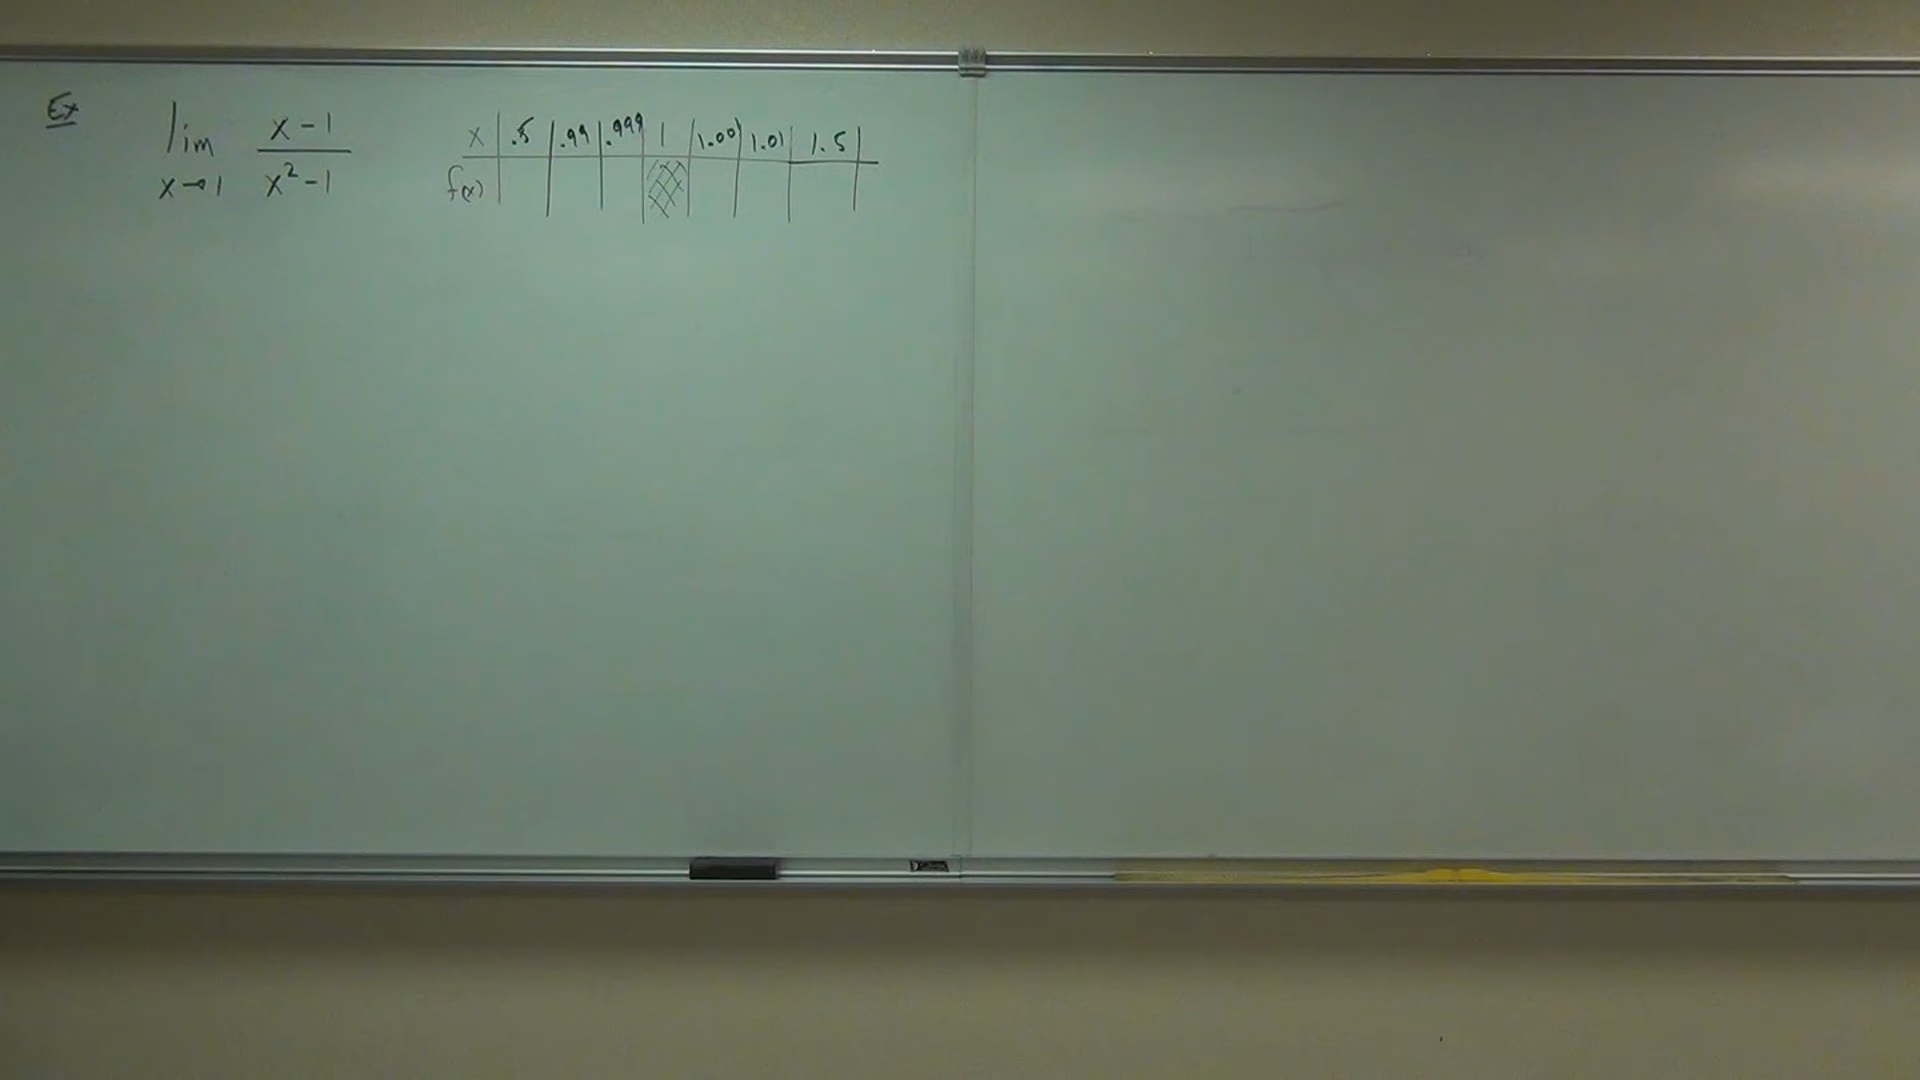 Ex
lim x→1 x-1 / x²-1
x | .5 | .99 | .999 | 1 | 1.001 | 1.01 | 1.5 |
f(x)